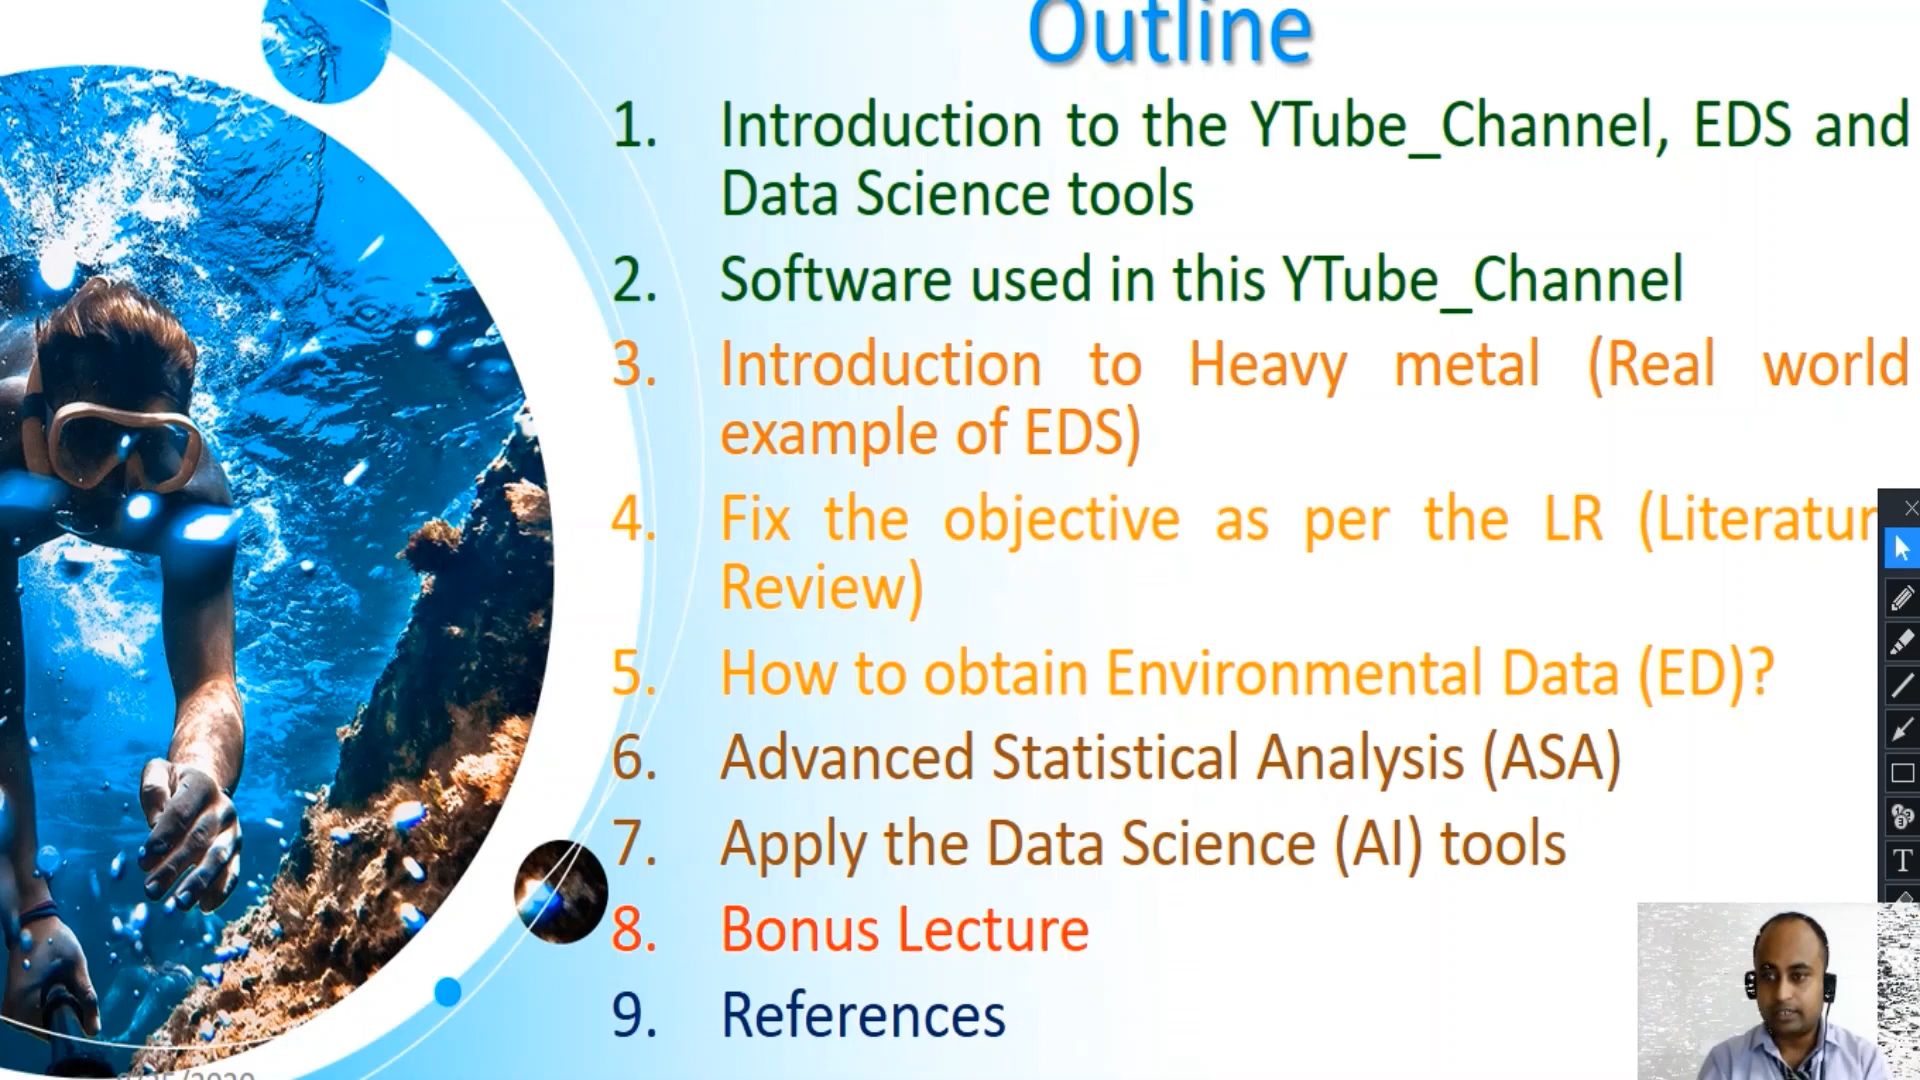 Outline
1. Introduction to the YTube_Channel, EDS and
Data Science tools
2. Software used in this YTube_Channel
3. Introduction to Heavy metal (Real world
example of EDS)
4. Fix the objective as per the LR (Literatur
Review)
5. How to obtain Environmental Data (ED)?
6. Advanced Statistical Analysis (ASA)
7. Apply the Data Science (AI) tools
8. Bonus Lecture
9. References
T